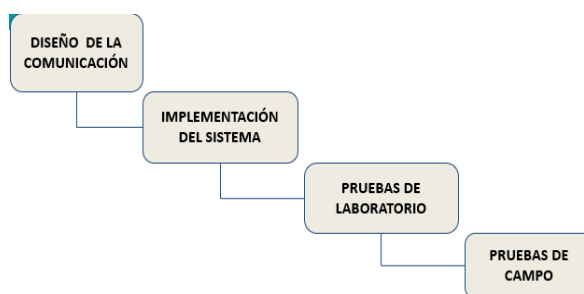 DISEÑO DE LA
COMUNICACIÓN
IMPLEMENTACIÓN
DEL SISTEMA
PRUEBAS DE
LABORATORIO
PRUEBAS DE
CAMPO